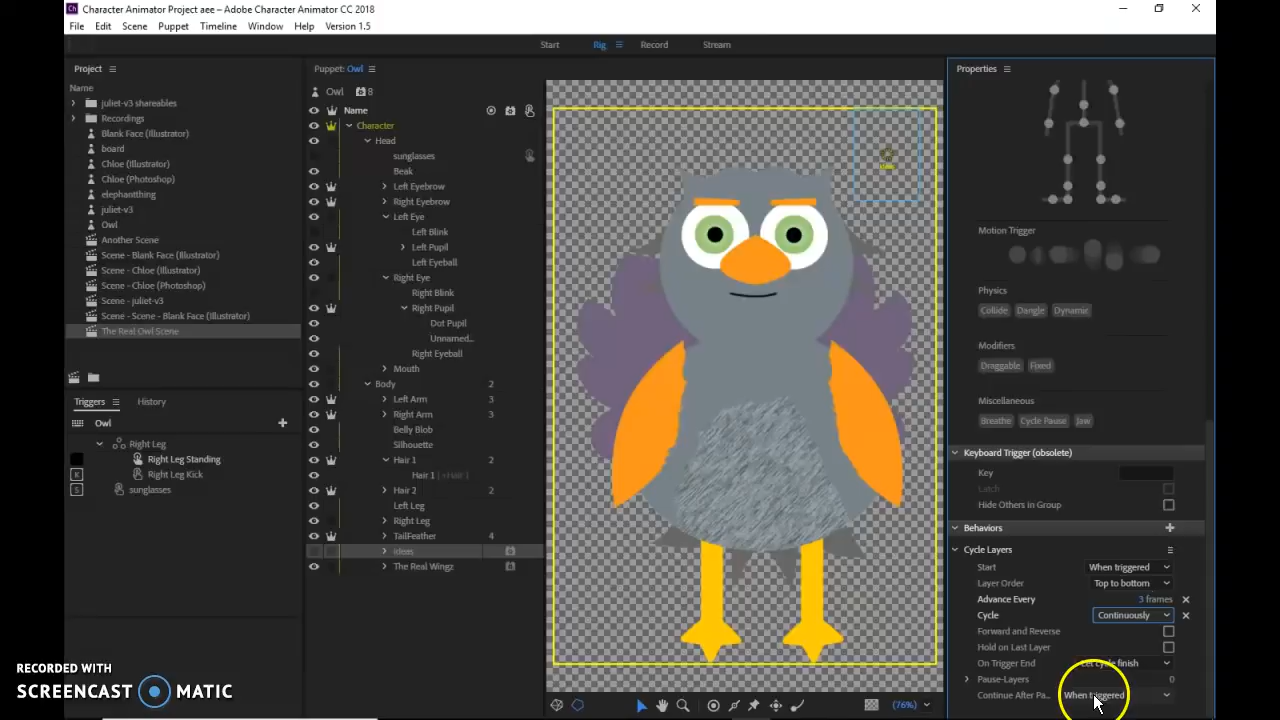 Character Animator Project aee – Adobe Character Animator CC 2018
File Edit Scene Puppet Timeline Window Help Version 1.5
Start Rig Record Stream
Project
Name
juliet-v3 shareables
Recordings
Blank Face (Illustrator)
board
Chloe (Illustrator)
Chloe (Photoshop)
elephantthing
juliet-v3
Owl
Another Scene
Scene - Blank Face (Illustrator)
Scene - Chloe (Illustrator)
Scene - Chloe (Photoshop)
Scene - juliet-v3
Scene - Scene - Blank Face (Illustrator)
The Real Owl Scene
Triggers History
Owl
Right Leg
Right Leg Standing
K Right Leg Kick
S sunglasses
RECORDED WITH
SCREENCAST MATIC
Puppet: Owl
Owl 8
Name
Character
Head
sunglasses
Beak
Left Eyebrow
Right Eyebrow
Left Eye
Left Blink
Left Pupil
Left Eyeball
Right Eye
Right Blink
Right Pupil
Dot Pupil
Unnamed...
Right Eyeball
Mouth
Body 2
Left Arm 3
Right Arm 3
Belly Blob
Silhouette
Hair 1 2
Hair 1 (+Hair)
Hair 2 2
Left Leg
Right Leg
TailFeather 4
ideas
The Real Wingz
(76%)
Properties
Motion Trigger
Physics
Collide Dangle Dynamic
Modifiers
Draggable Fixed
Miscellaneous
Breathe Cycle Pause Jaw
Keyboard Trigger (obsolete)
Key
Latch
Hide Others in Group
Behaviors
Cycle Layers
Start When triggered
Layer Order Top to bottom
Advance Every 3 frames
Cycle Continuously
Forward and Reverse
Hold on Last Layer
On Trigger End Let cycle finish
Pause-Layers 0
Continue After Pa... When triggered